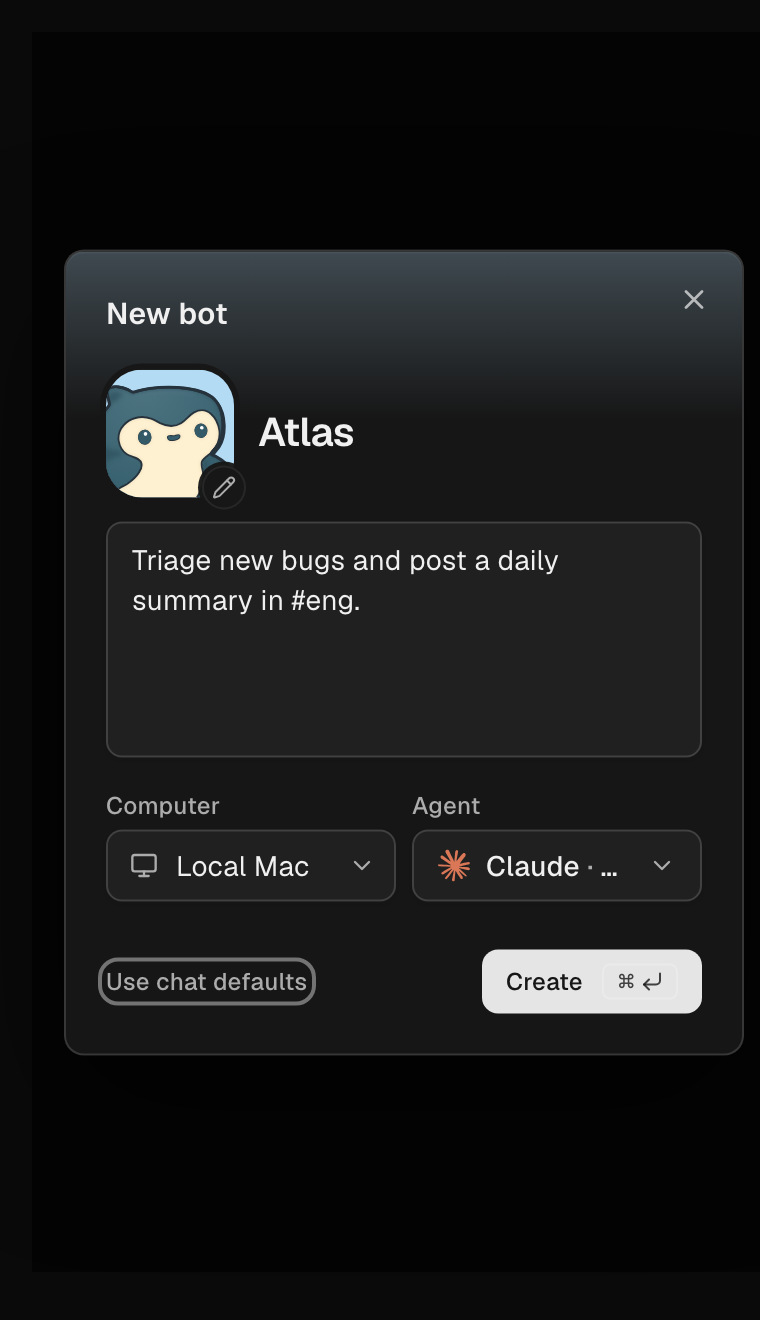 New bot
Atlas
Triage new bugs and post a daily
summary in #eng.
Computer
Agent
Local Mac
Claude · ...
Use chat defaults
Create ⌘ ↵